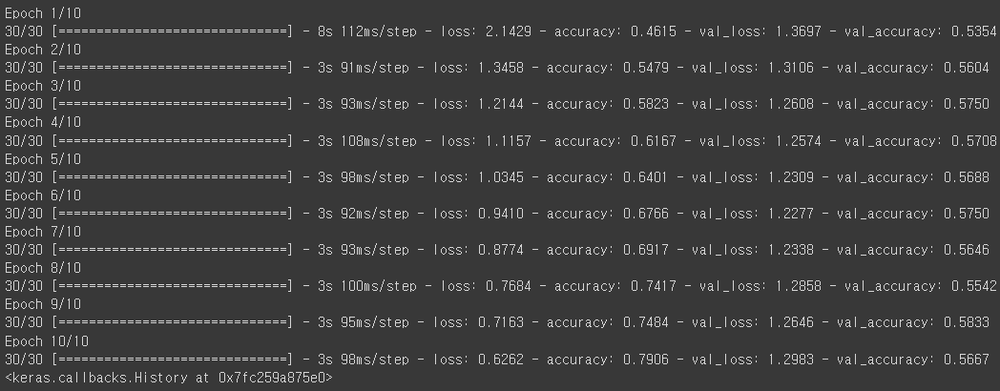 Epoch 1/10
30/30 [==============================] - 8s 112ms/step - loss: 2.1429 - accuracy: 0.4615 - val_loss: 1.3697 - val_accuracy: 0.5354
Epoch 2/10
30/30 [==============================] - 3s 91ms/step - loss: 1.3458 - accuracy: 0.5479 - val_loss: 1.3106 - val_accuracy: 0.5604
Epoch 3/10
30/30 [==============================] - 3s 93ms/step - loss: 1.2144 - accuracy: 0.5823 - val_loss: 1.2608 - val_accuracy: 0.5750
Epoch 4/10
30/30 [==============================] - 3s 108ms/step - loss: 1.1157 - accuracy: 0.6167 - val_loss: 1.2574 - val_accuracy: 0.5708
Epoch 5/10
30/30 [==============================] - 3s 98ms/step - loss: 1.0345 - accuracy: 0.6401 - val_loss: 1.2309 - val_accuracy: 0.5688
Epoch 6/10
30/30 [==============================] - 3s 92ms/step - loss: 0.9410 - accuracy: 0.6766 - val_loss: 1.2277 - val_accuracy: 0.5750
Epoch 7/10
30/30 [==============================] - 3s 93ms/step - loss: 0.8774 - accuracy: 0.6917 - val_loss: 1.2338 - val_accuracy: 0.5646
Epoch 8/10
30/30 [==============================] - 3s 100ms/step - loss: 0.7684 - accuracy: 0.7417 - val_loss: 1.2858 - val_accuracy: 0.5542
Epoch 9/10
30/30 [==============================] - 3s 95ms/step - loss: 0.7163 - accuracy: 0.7484 - val_loss: 1.2646 - val_accuracy: 0.5833
Epoch 10/10
30/30 [==============================] - 3s 98ms/step - loss: 0.6262 - accuracy: 0.7906 - val_loss: 1.2983 - val_accuracy: 0.5667
<keras.callbacks.History at 0x7fc259a875e0>